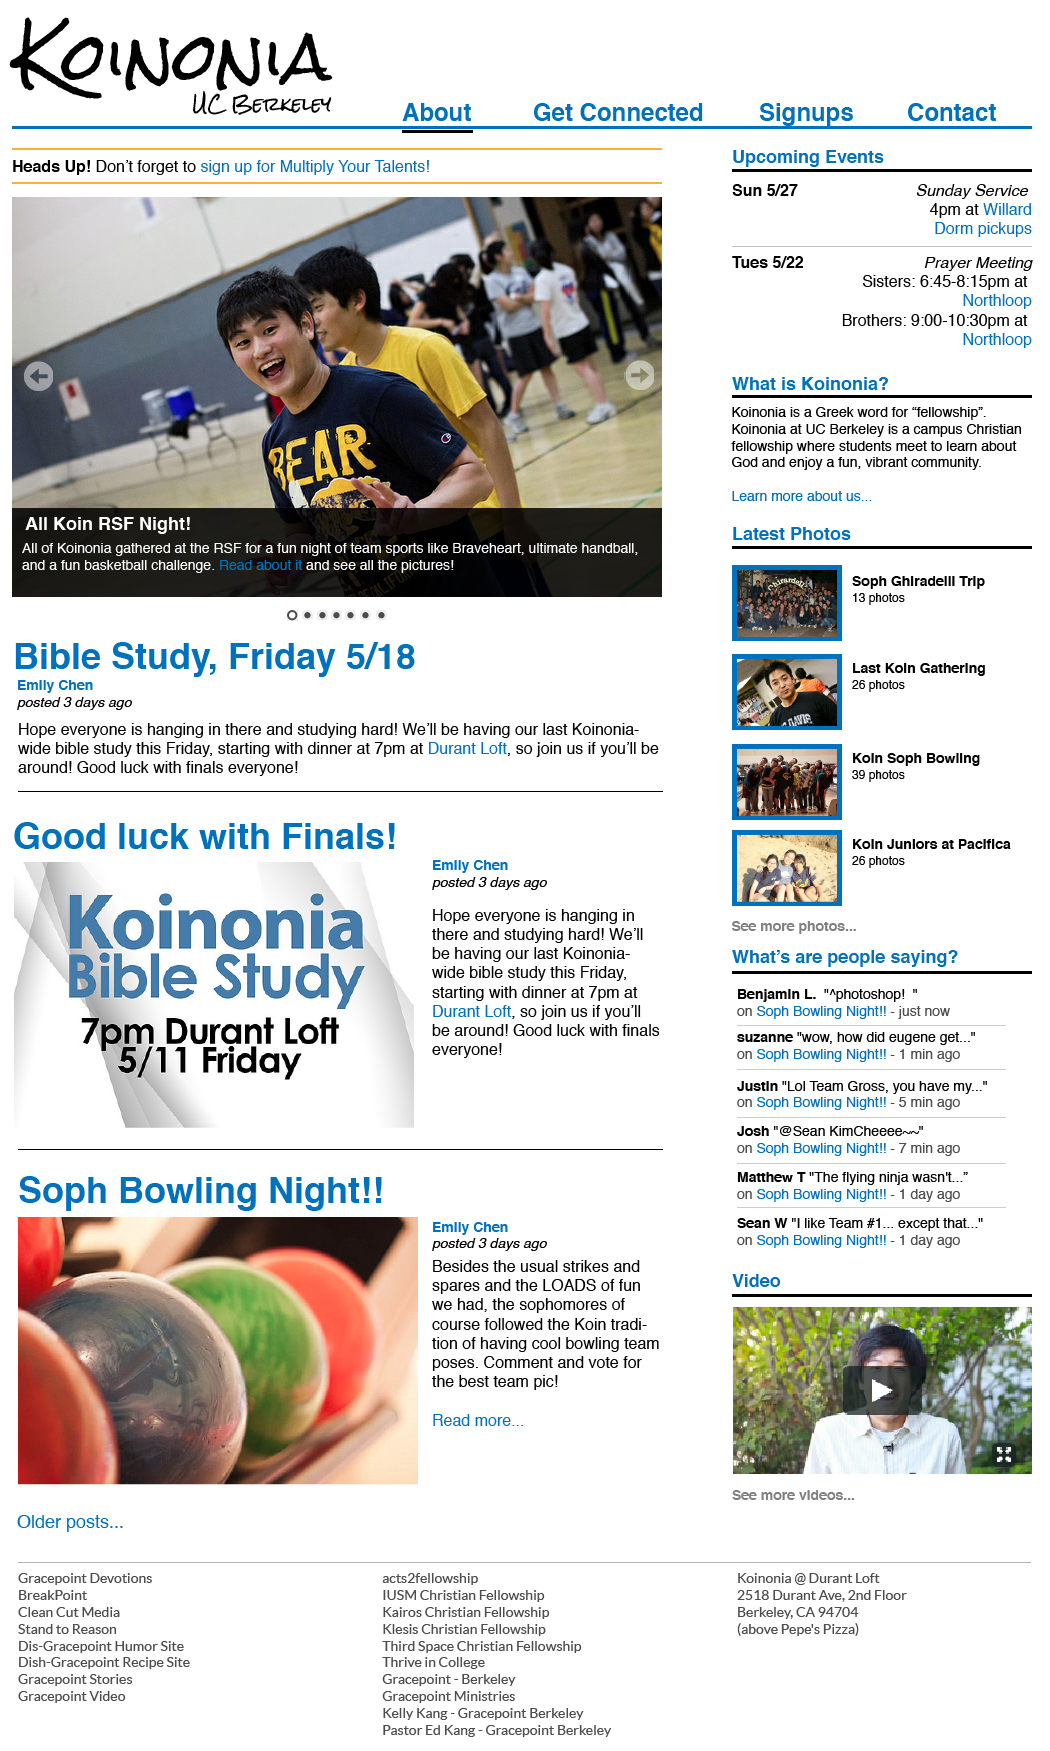 KOINONIA
UC BERKELEY
About
Get Connected
Signups
Contact
Heads Up! Don't forget to sign up for Multiply Your Talents!
BEAR
All Koin RSF Night!
All of Koinonia gathered at the RSF for a fun night of team sports like Braveheart, ultimate handball,
and a fun basketball challenge. Read about it and see all the pictures!
Bible Study, Friday 5/18
Emily Chen
posted 3 days ago
Hope everyone is hanging in there and studying hard! We'll be having our last Koinonia-
wide bible study this Friday, starting with dinner at 7pm at Durant Loft, so join us if you'll be
around! Good luck with finals everyone!
Good luck with Finals!
Koinonia
Bible Study
7pm Durant Loft
5/11 Friday
Emily Chen
posted 3 days ago
Hope everyone is hanging in
there and studying hard! We'll
be having our last Koinonia-
wide bible study this Friday,
starting with dinner at 7pm at
Durant Loft, so join us if you'll
be around! Good luck with finals
everyone!
Soph Bowling Night!!
Emily Chen
posted 3 days ago
Besides the usual strikes and
spares and the LOADS of fun
we had, the sophomores of
course followed the Koin tradi-
tion of having cool bowling team
poses. Comment and vote for
the best team pic!
Read more...
Older posts...
Upcoming Events
Sun 5/27
Sunday Service
4pm at Willard
Dorm pickups
Tues 5/22
Prayer Meeting
Sisters: 6:45-8:15pm at
Northloop
Brothers: 9:00-10:30pm at
Northloop
What is Koinonia?
Koinonia is a Greek word for “fellowship”.
Koinonia at UC Berkeley is a campus Christian
fellowship where students meet to learn about
God and enjoy a fun, vibrant community.
Learn more about us...
Latest Photos
Ghirardelli
Soph Ghiradelli Trip
13 photos
DAVIS
Last Koin Gathering
26 photos
Koin Soph Bowling
39 photos
Koin Juniors at Pacifica
26 photos
See more photos...
What's are people saying?
Benjamin L. "^photoshop! "
on Soph Bowling Night!! - just now
suzanne "wow, how did eugene get..."
on Soph Bowling Night!! - 1 min ago
Justin "Lol Team Gross, you have my..."
on Soph Bowling Night!! - 5 min ago
Josh "@Sean KimCheeee~~"
on Soph Bowling Night!! - 7 min ago
Matthew T "The flying ninja wasn't...”
on Soph Bowling Night!! - 1 day ago
Sean W "I like Team #1... except that..."
on Soph Bowling Night!! - 1 day ago
Video
See more videos...
Gracepoint Devotions
BreakPoint
Clean Cut Media
Stand to Reason
Dis-Gracepoint Humor Site
Dish-Gracepoint Recipe Site
Gracepoint Stories
Gracepoint Video
acts2fellowship
IUSM Christian Fellowship
Kairos Christian Fellowship
Klesis Christian Fellowship
Third Space Christian Fellowship
Thrive in College
Gracepoint - Berkeley
Gracepoint Ministries
Kelly Kang - Gracepoint Berkeley
Pastor Ed Kang - Gracepoint Berkeley
Koinonia @ Durant Loft
2518 Durant Ave, 2nd Floor
Berkeley, CA 94704
(above Pepe's Pizza)